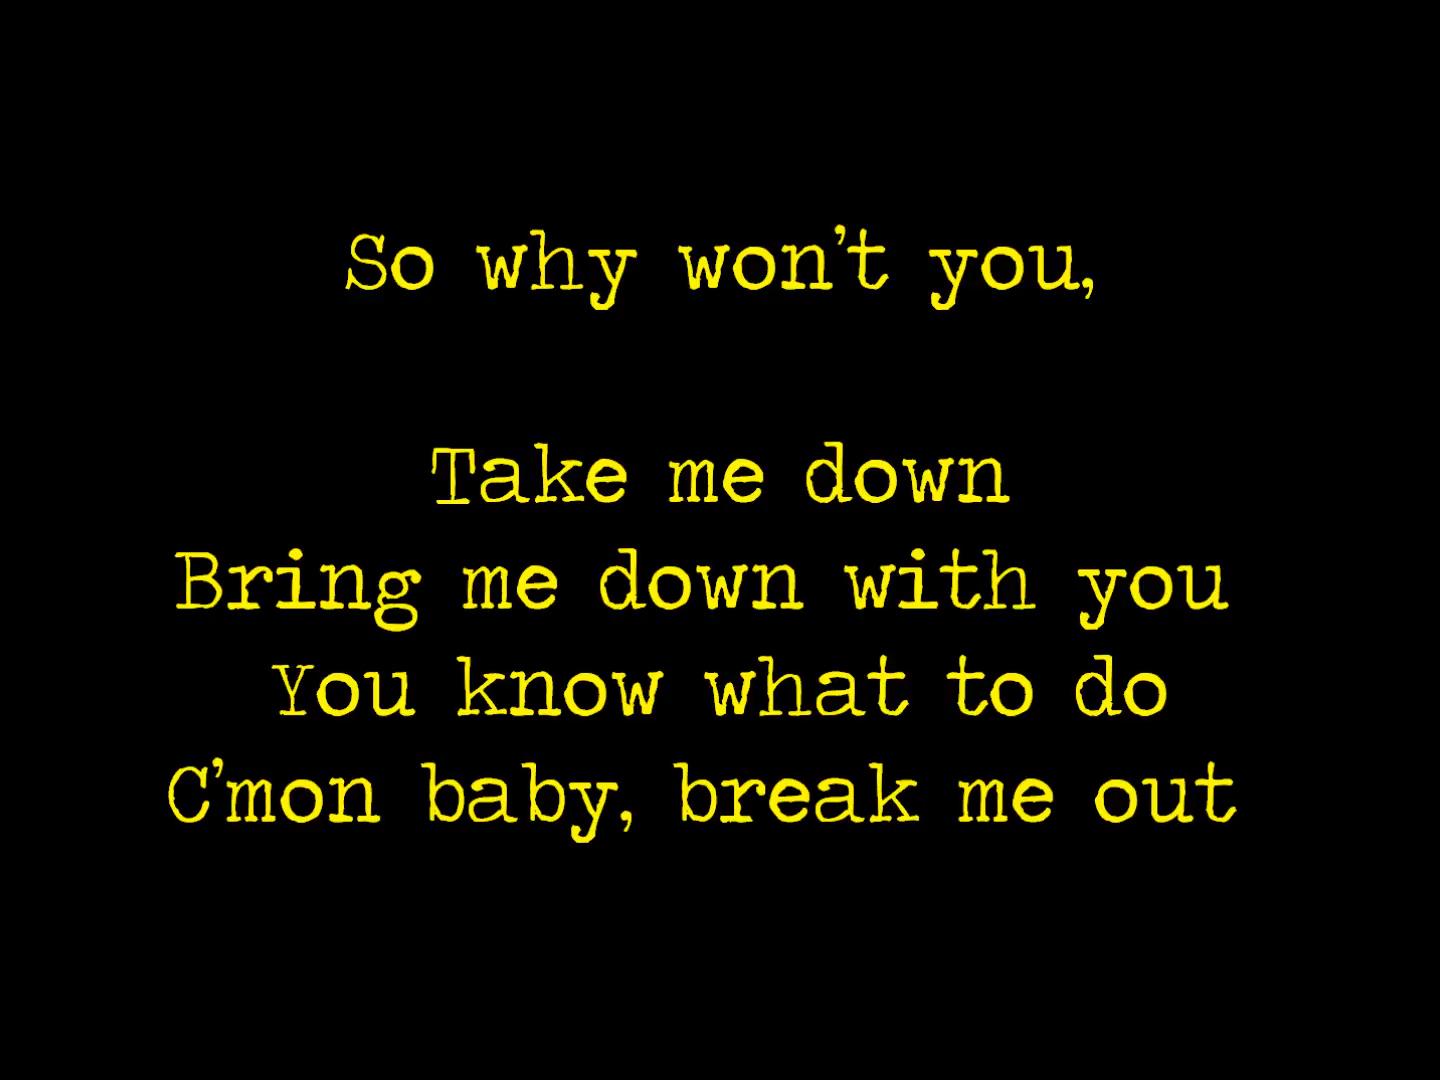 So why won't you,
Take me down
Bring me down with you
You know what to do
C'mon baby, break me out